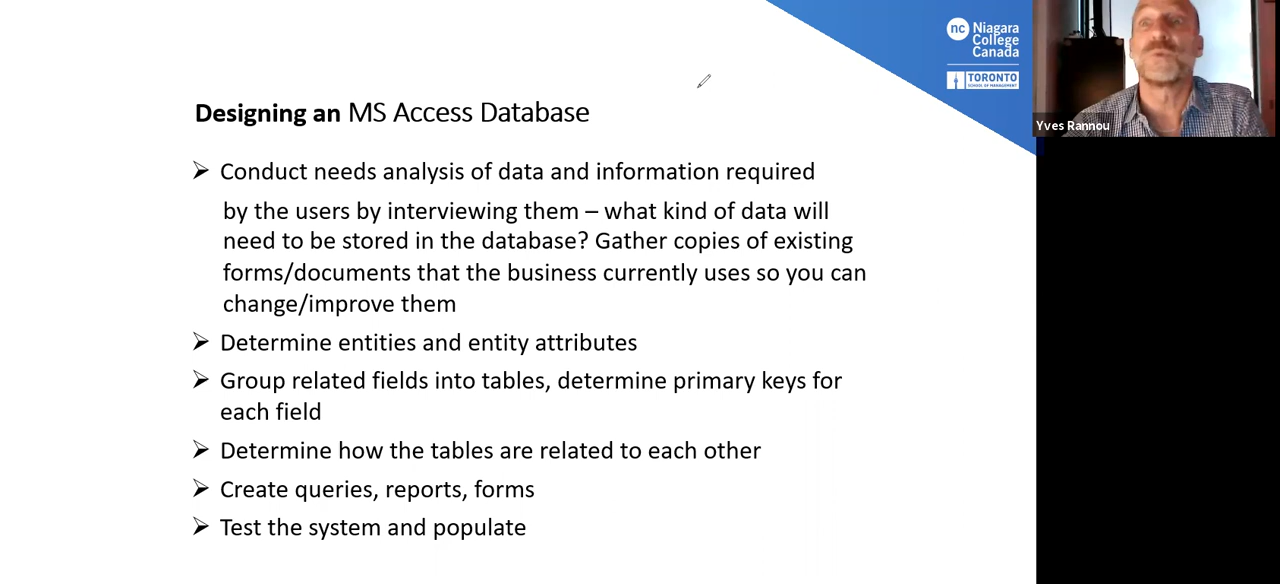 nc Niagara
College
Canada
TORONTO
SCHOOL OF MANAGEMENT
Yves Rannou
Designing an MS Access Database
➢ Conduct needs analysis of data and information required
by the users by interviewing them – what kind of data will
need to be stored in the database? Gather copies of existing
forms/documents that the business currently uses so you can
change/improve them
➢ Determine entities and entity attributes
➢ Group related fields into tables, determine primary keys for
each field
➢ Determine how the tables are related to each other
➢ Create queries, reports, forms
➢ Test the system and populate